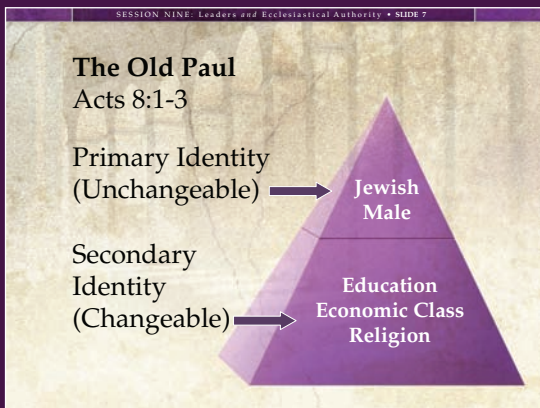 SESSION NINE: Leaders and Ecclesiastical Authority • SLIDE 7
The Old Paul
Acts 8:1-3
Primary Identity
(Unchangeable)
Jewish
Male
Secondary
Identity
(Changeable)
Education
Economic Class
Religion